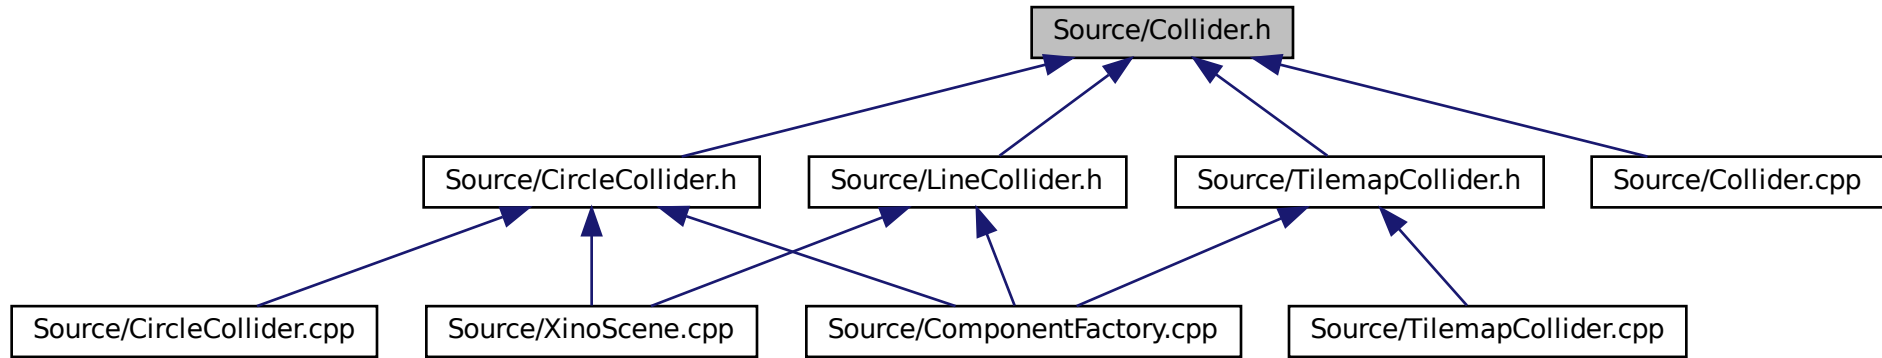 Source/Collider.h
Source/CircleCollider.h
Source/LineCollider.h
Source/TilemapCollider.h
Source/Collider.cpp
Source/CircleCollider.cpp
Source/XinoScene.cpp
Source/ComponentFactory.cpp
Source/TilemapCollider.cpp